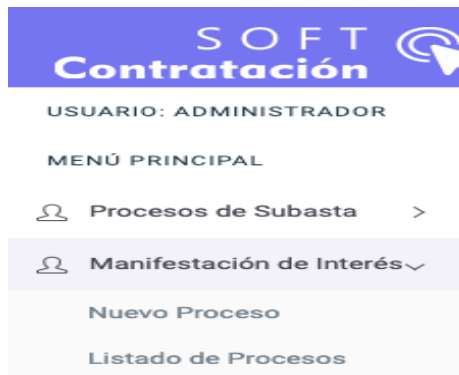 SOFT
Contratación
USUARIO: ADMINISTRADOR
MENÚ PRINCIPAL
Procesos de Subasta
Manifestación de Interés
Nuevo Proceso
Listado de Procesos